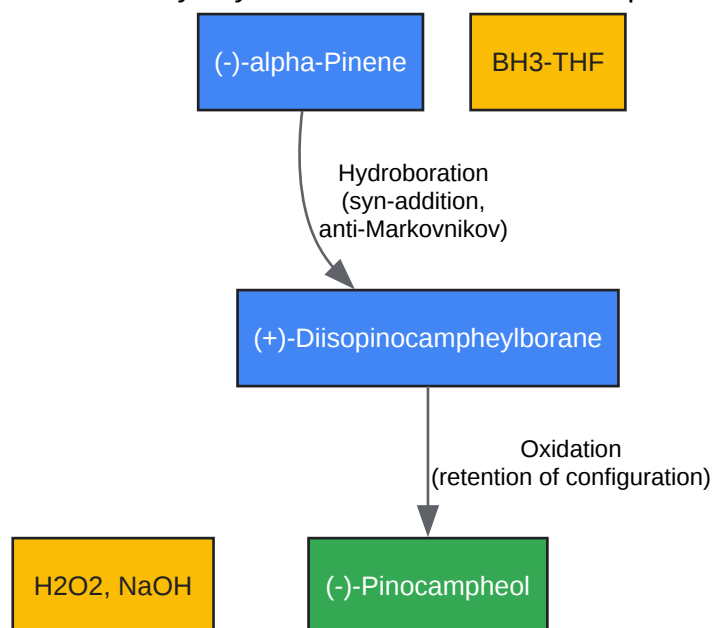 (-)-alpha-Pinene
BH3-THF
Hydroboration
(syn-addition,
anti-Markovnikov)
(+)-Diisopinocampheylborane
Oxidation
(retention of configuration)
H2O2, NaOH
(-)-Pinocampheol